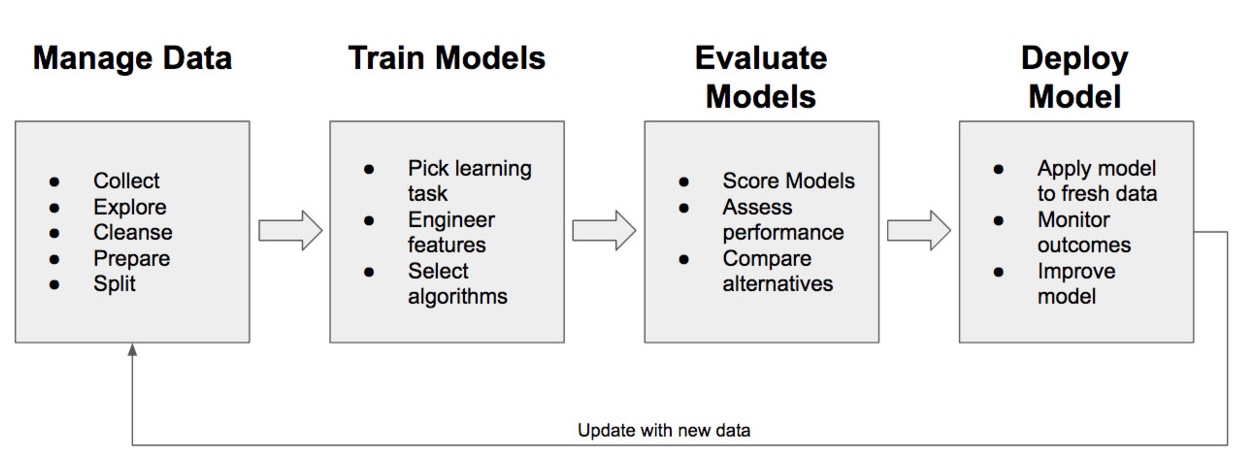 Manage Data
● Collect
● Explore
● Cleanse
● Prepare
● Split
Train Models
● Pick learning
task
● Engineer
features
● Select
algorithms
Evaluate
Models
● Score Models
● Assess
performance
● Compare
alternatives
Deploy
Model
● Apply model
to fresh data
● Monitor
outcomes
● Improve
model
Update with new data